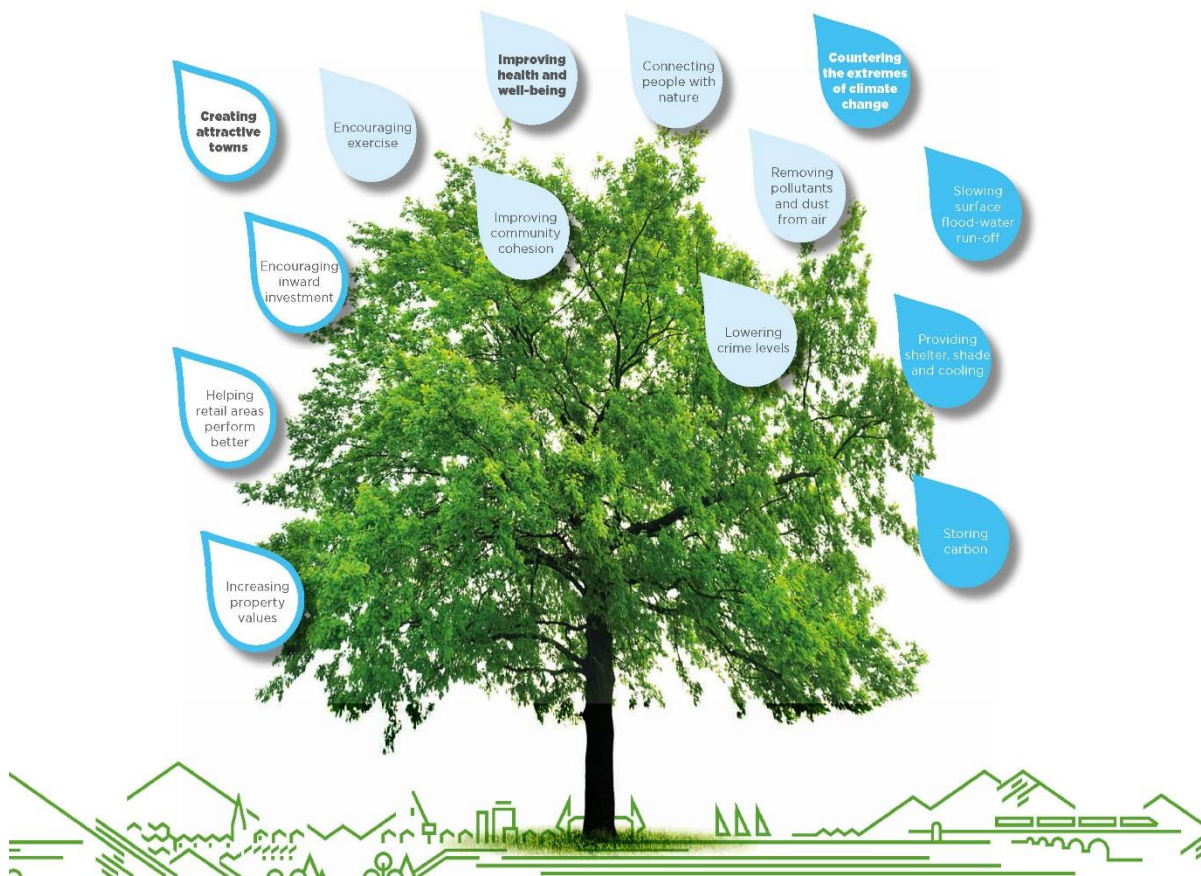 Creating
attractive
towns
Encouraging
exercise
Improving
health and
well-being
Connecting
people with
nature
Countering
the extremes
of climate
change
Improving
community
cohesion
Removing
pollutants
and dust
from air
Slowing
surface
flood-water
run-off
Encouraging
inward
investment
Lowering
crime levels
Providing
shelter, shade
and cooling
Helping
retail areas
perform
better
Storing
carbon
Increasing
property
values